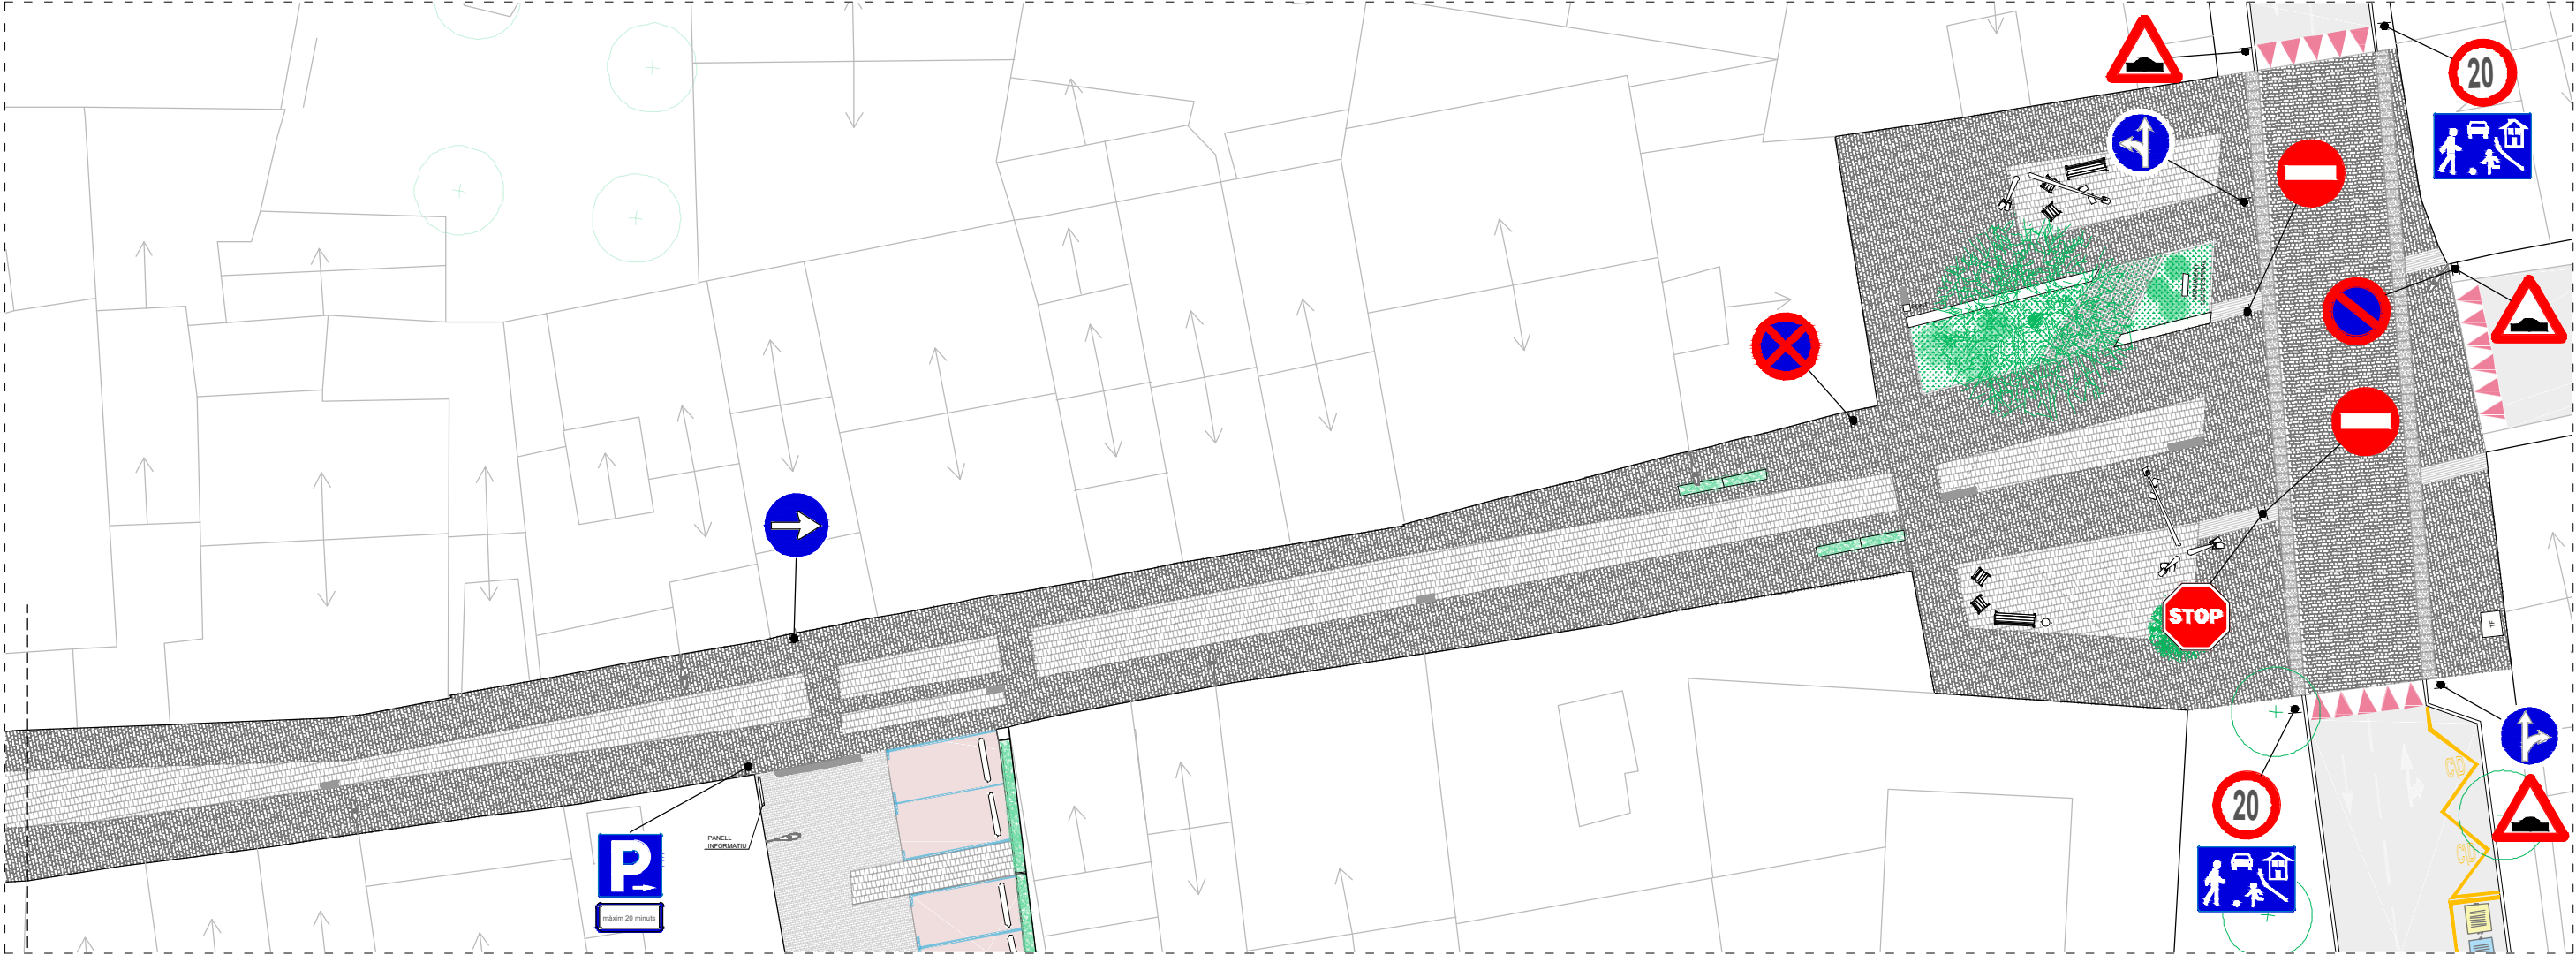 20
STOP
PANELL
INFORMATIU
P
màxim 20 minuts
20
C\D
C\D